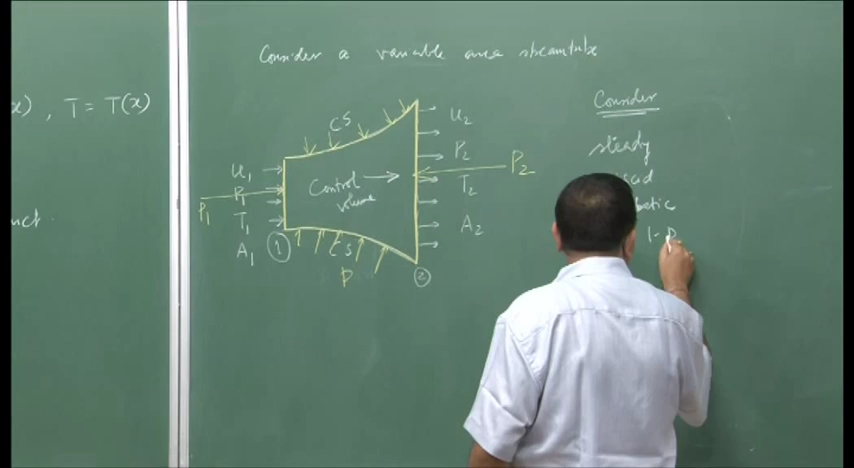 Consider a variable area streamtube
x), T = T(x)
uct.
CS
u₁
P₁
P₁
T₁
A₁
①
Control
volume
CS
P
u₂
P₂
P₂
T₂
A₂
②
Consider
steady
1-D